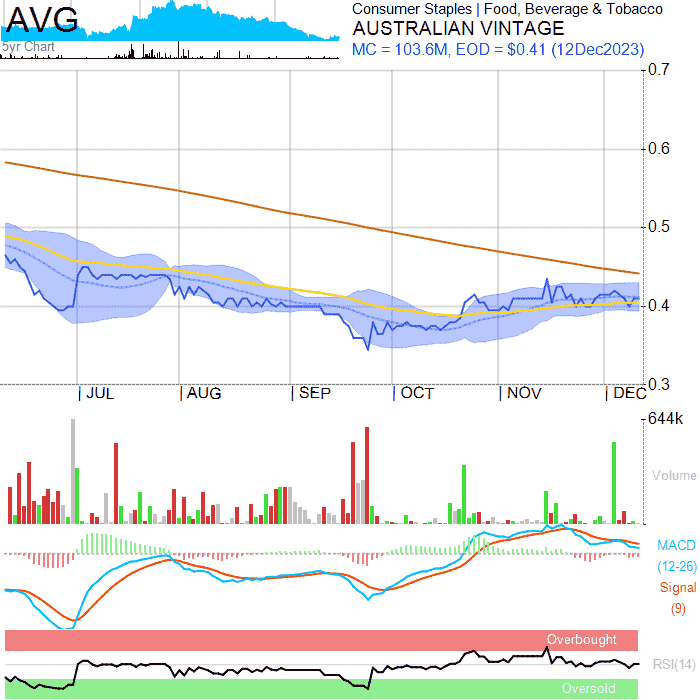 AVG
5yr Chart
Consumer Staples | Food, Beverage & Tobacco
AUSTRALIAN VINTAGE
MC = 103.6M, EOD = $0.41 (12Dec2023)
0.7
0.6
0.5
0.4
0.3
JUL AUG SEP OCT NOV DEC
644k
Volume
MACD
(12-26)
Signal
(9)
Overbought
RSI(14)
Oversold